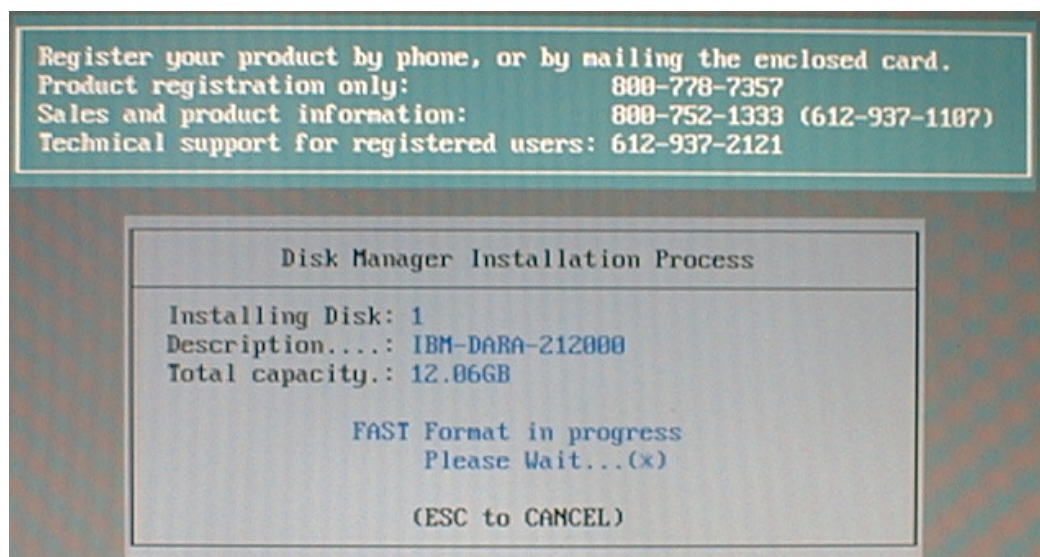 Register your product by phone, or by mailing the enclosed card.
Product registration only: 800-778-7357
Sales and product information: 800-752-1333 (612-937-1107)
Technical support for registered users: 612-937-2121
Disk Manager Installation Process
Installing Disk: 1
Description....: IBM-DARA-212000
Total capacity.: 12.06GB
FAST Format in progress
Please Wait...(*)
(ESC to CANCEL)